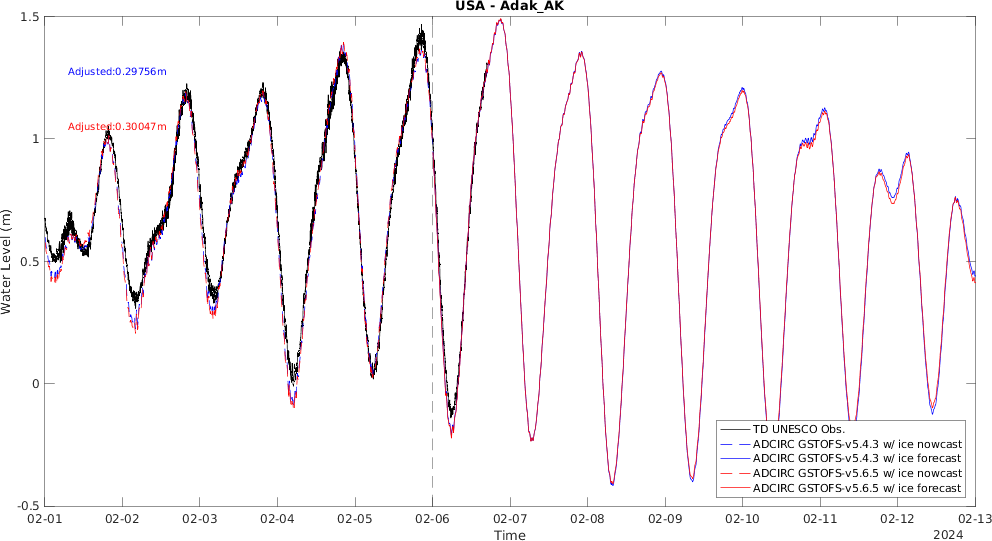 USA - Adak_AK
1.5
Adjusted:0.29756m
Adjusted:0.30047m
1
0.5
0
-0.5
Water Level (m)
TD UNESCO Obs.
ADCIRC GSTOFS-v5.4.3 w/ ice nowcast
ADCIRC GSTOFS-v5.4.3 w/ ice forecast
ADCIRC GSTOFS-v5.6.5 w/ ice nowcast
ADCIRC GSTOFS-v5.6.5 w/ ice forecast
02-01 02-02 02-03 02-04 02-05 02-06 02-07 02-08 02-09 02-10 02-11 02-12 02-13
Time
2024